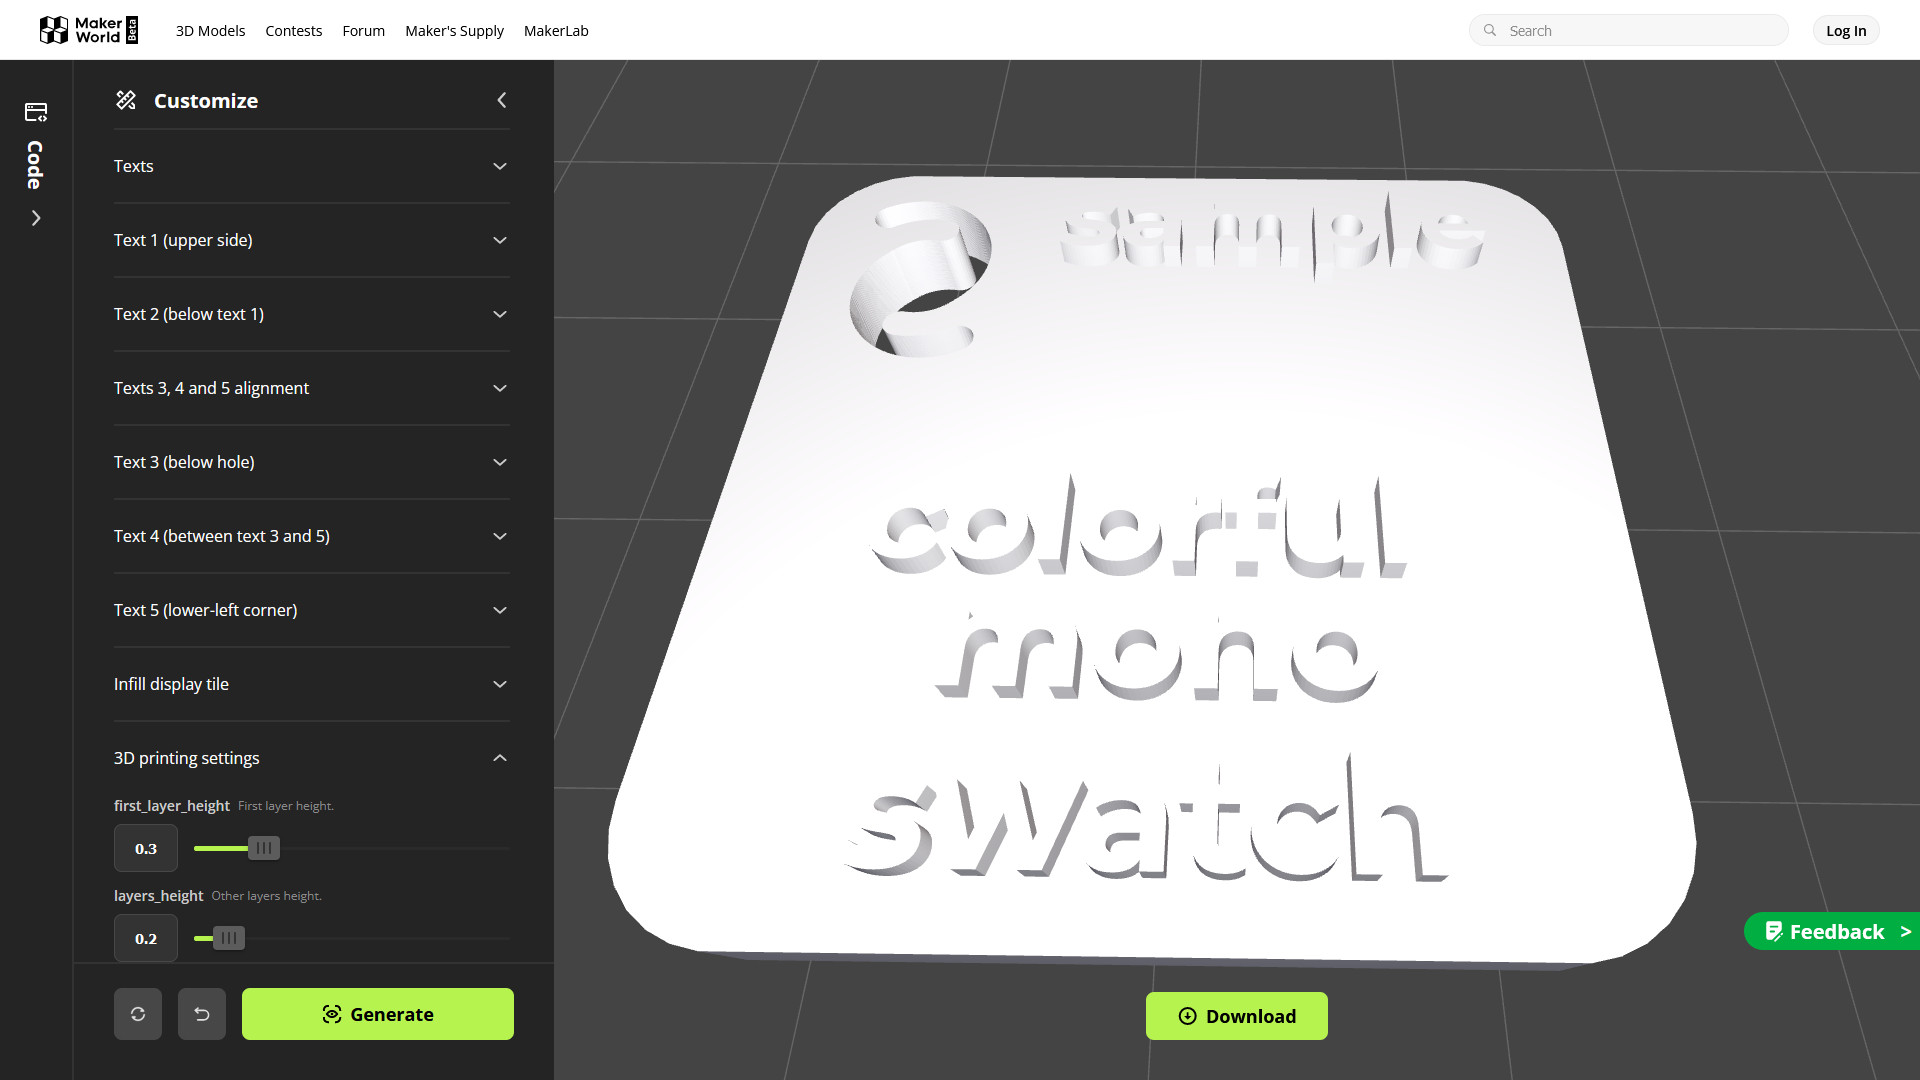 Maker World Beta
3D Models
Contests
Forum
Maker's Supply
MakerLab
Search
Log In
Code
Customize
Texts
Text 1 (upper side)
Text 2 (below text 1)
Texts 3, 4 and 5 alignment
Text 3 (below hole)
Text 4 (between text 3 and 5)
Text 5 (lower-left corner)
Infill display tile
3D printing settings
first_layer_height First layer height.
0.3
layers_height Other layers height.
0.2
Generate
sample
colorful
mono
swatch
Feedback >
Download